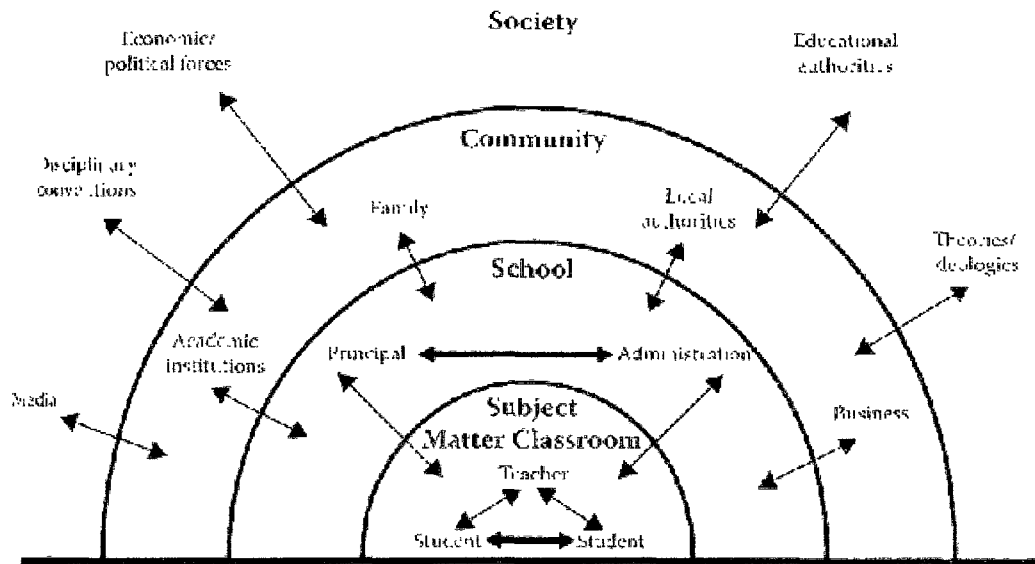 Society
Economic/
political forces
Educational
authorities
Community
Disciplinary
conventions
Family
Local
authorities
Theories/
ideologies
School
Academic
institutions
Principal
Administration
Media
Subject
Matter Classroom
Business
Teacher
Student
Student